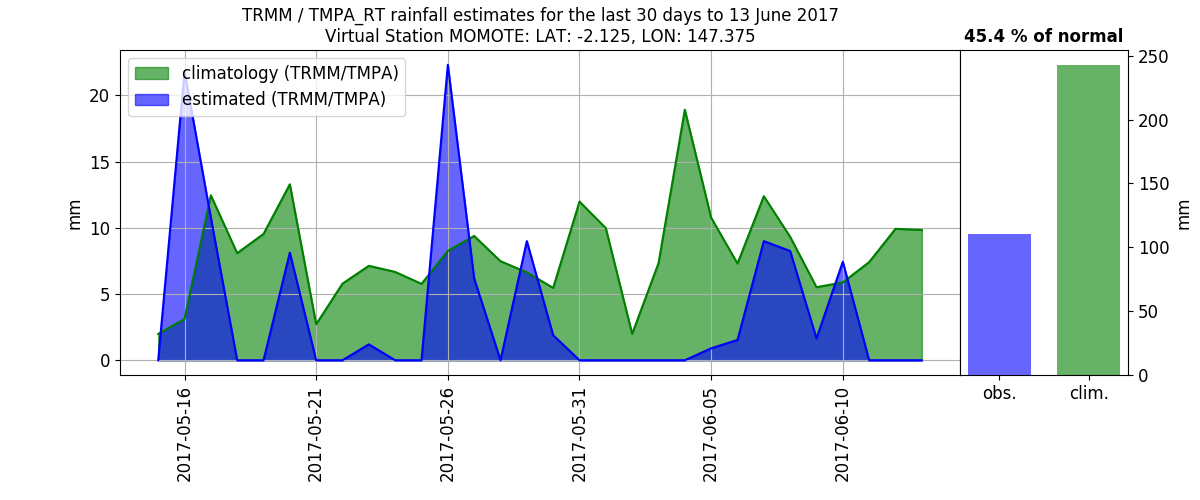 TRMM / TMPA_RT rainfall estimates for the last 30 days to 13 June 2017
Virtual Station MOMOTE: LAT: -2.125, LON: 147.375
45.4 % of normal
climatology (TRMM/TMPA)
estimated (TRMM/TMPA)
mm
20
15
10
5
0
2017-05-16
2017-05-21
2017-05-26
2017-05-31
2017-06-05
2017-06-10
obs.
clim.
250
200
150
100
50
0
mm